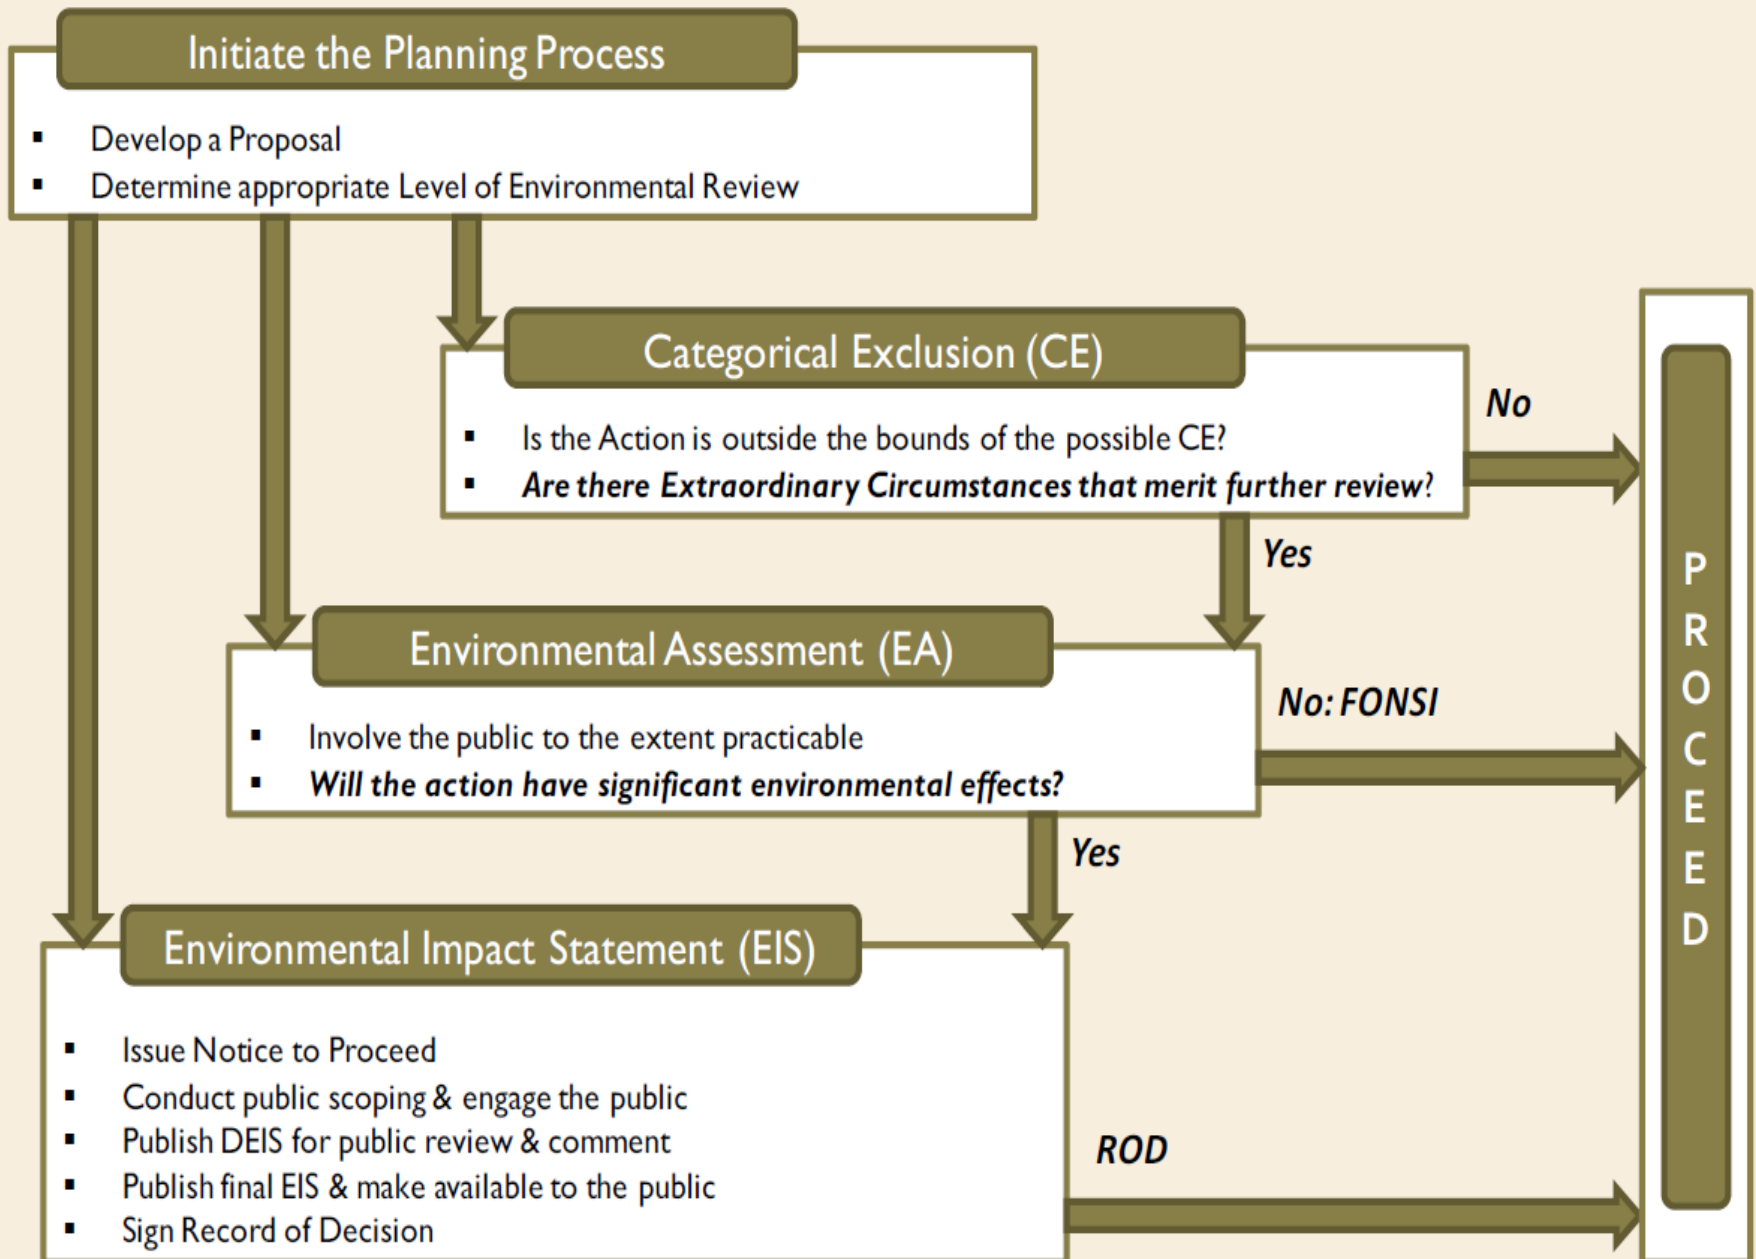 Initiate the Planning Process
▪ Develop a Proposal
▪ Determine appropriate Level of Environmental Review
Categorical Exclusion (CE)
▪ Is the Action is outside the bounds of the possible CE?
▪ Are there Extraordinary Circumstances that merit further review?
No
Yes
Environmental Assessment (EA)
▪ Involve the public to the extent practicable
▪ Will the action have significant environmental effects?
No: FONSI
Yes
Environmental Impact Statement (EIS)
▪ Issue Notice to Proceed
▪ Conduct public scoping & engage the public
▪ Publish DEIS for public review & comment
▪ Publish final EIS & make available to the public
▪ Sign Record of Decision
ROD
PROCEED